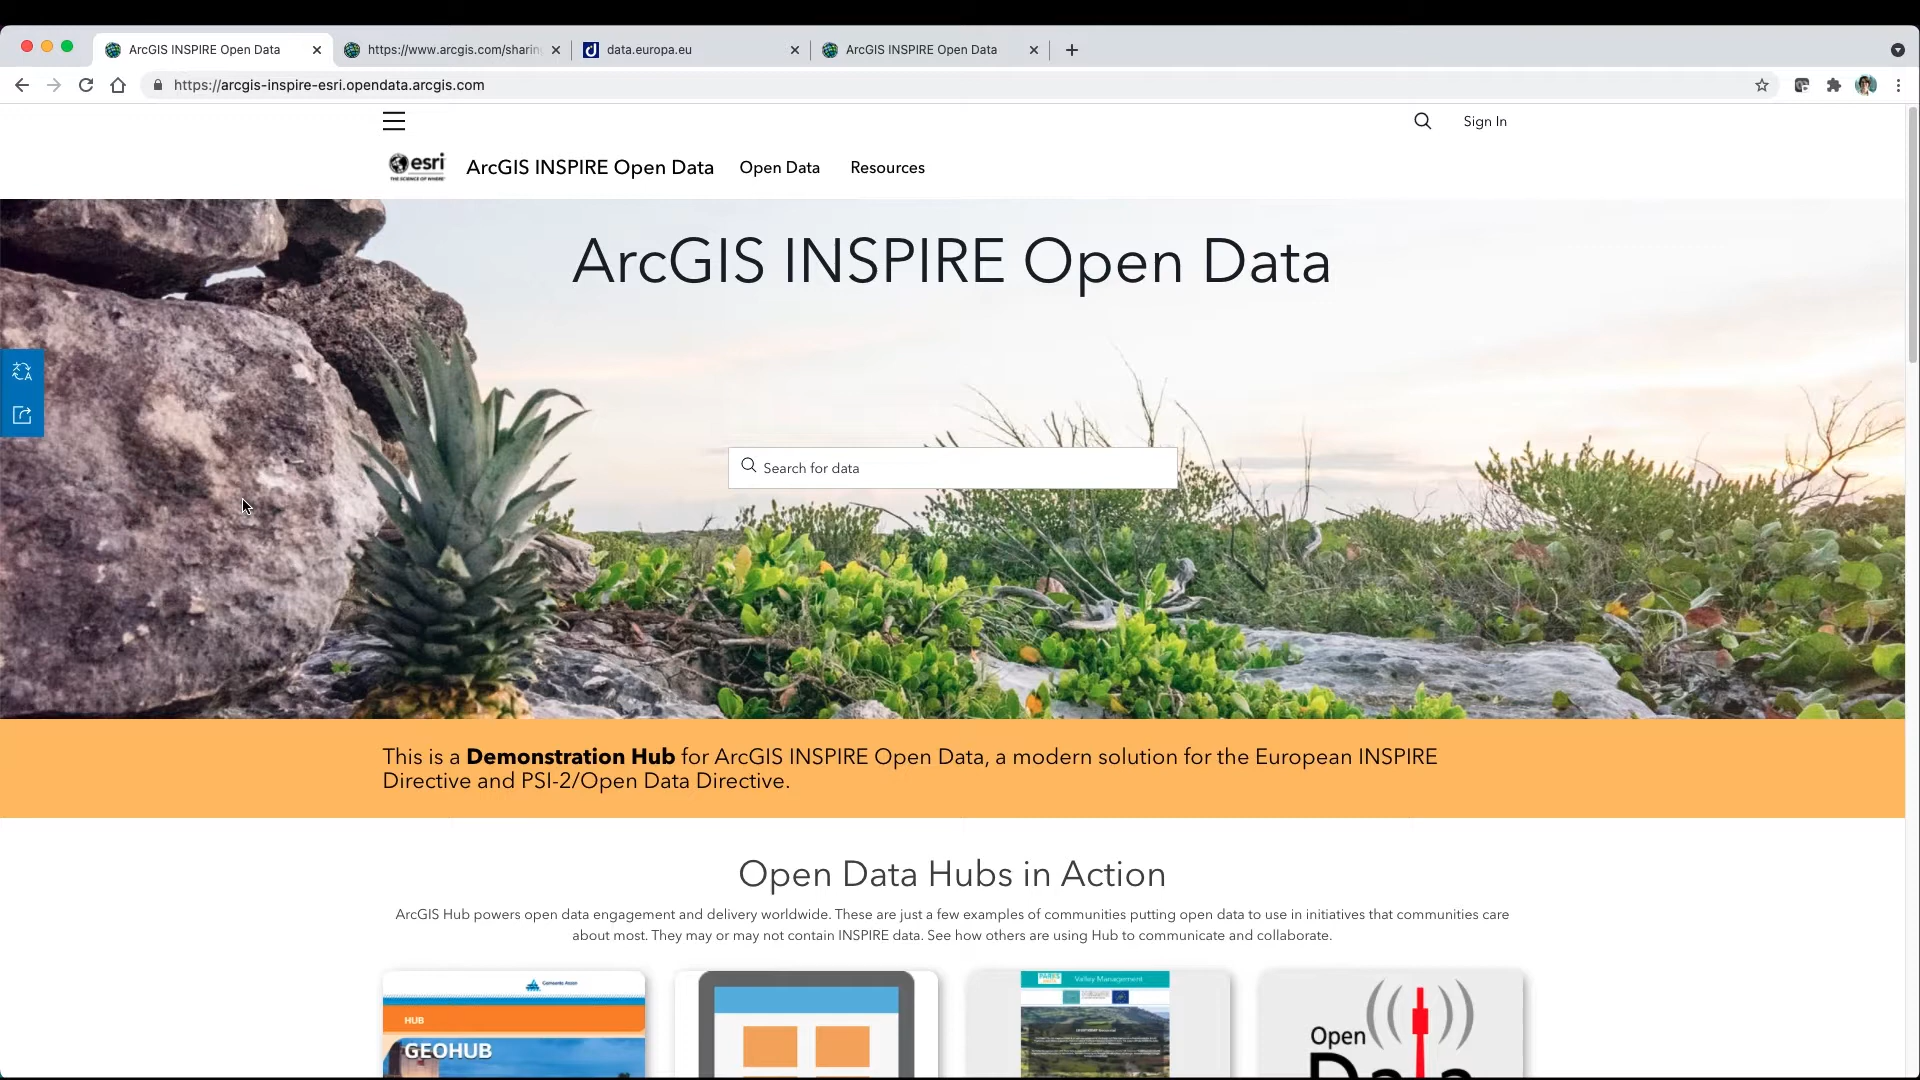 ArcGIS INSPIRE Open Data
https://www.arcgis.com/sharin
data.europa.eu
ArcGIS INSPIRE Open Data
https://arcgis-inspire-esri.opendata.arcgis.com
Sign In
esri
THE SCIENCE OF WHERE
ArcGIS INSPIRE Open Data
Open Data
Resources
ArcGIS INSPIRE Open Data
Search for data
This is a Demonstration Hub for ArcGIS INSPIRE Open Data, a modern solution for the European INSPIRE
Directive and PSI-2/Open Data Directive.
Open Data Hubs in Action
ArcGIS Hub powers open data engagement and delivery worldwide. These are just a few examples of communities putting open data to use in initiatives that communities care
about most. They may or may not contain INSPIRE data. See how others are using Hub to communicate and collaborate.
HUB
GEOHUB
Valley Management
Open
Data